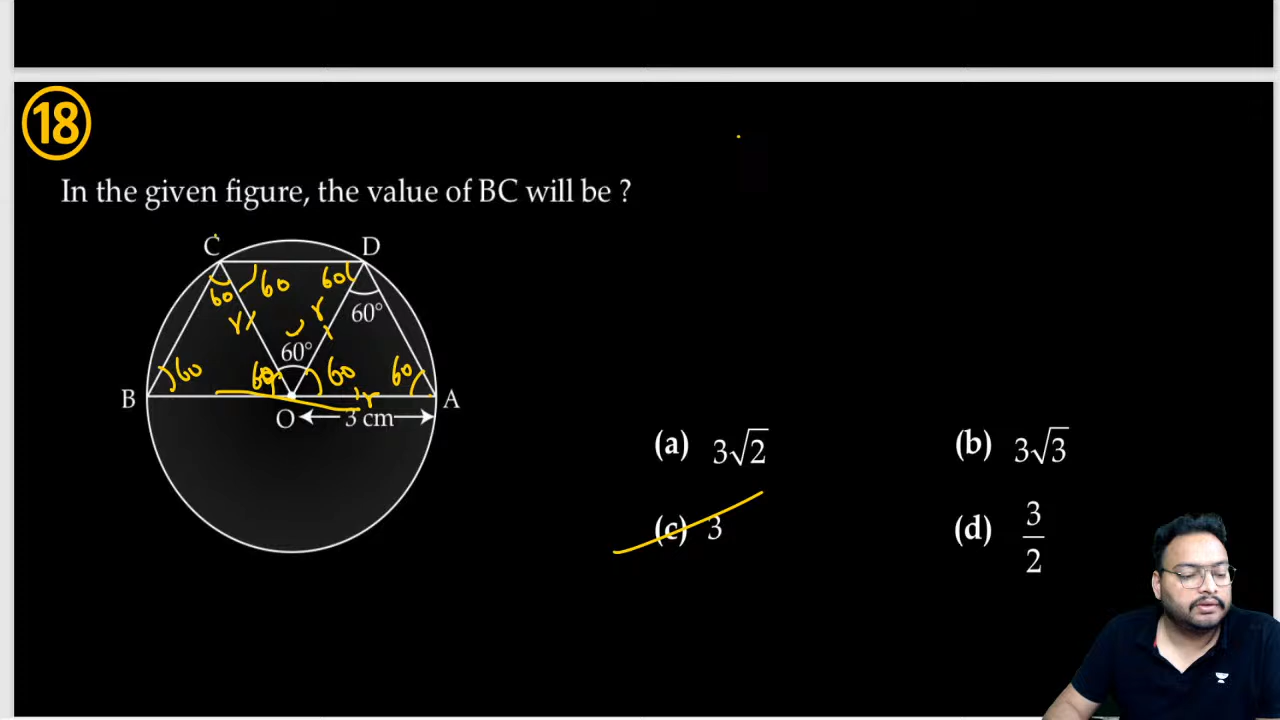 18
In the given figure, the value of BC will be ?
C D
60 60 60
r r 60°
60°
60 60 60 60
r
B O A
3 cm
(a) 3√2 (b) 3√3
(c) 3 (d) 3/2